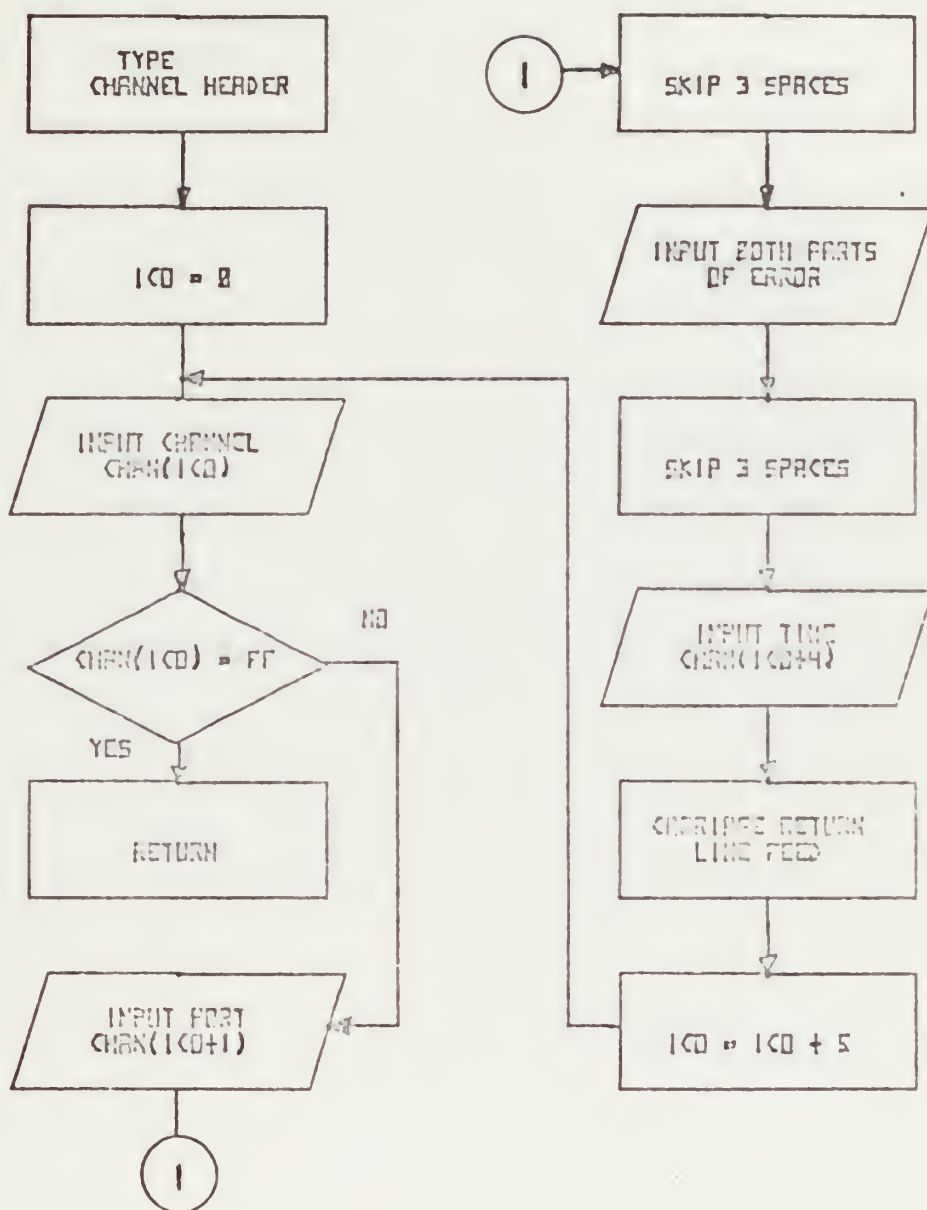 TYPE
CHANNEL HEADER
ICD = 0
INPUT CHANNEL
CHAN(ICD)
CHAN(ICD) = FF
NO
YES
RETURN
INPUT PORT
CHAN(ICD+1)
1
1
SKIP 3 SPACES
INPUT BOTH PARTS
OF ERROR
SKIP 3 SPACES
INPUT TIME
CHAN(ICD+4)
CARRIAGE RETURN
LINE FEED
ICD = ICD + 5